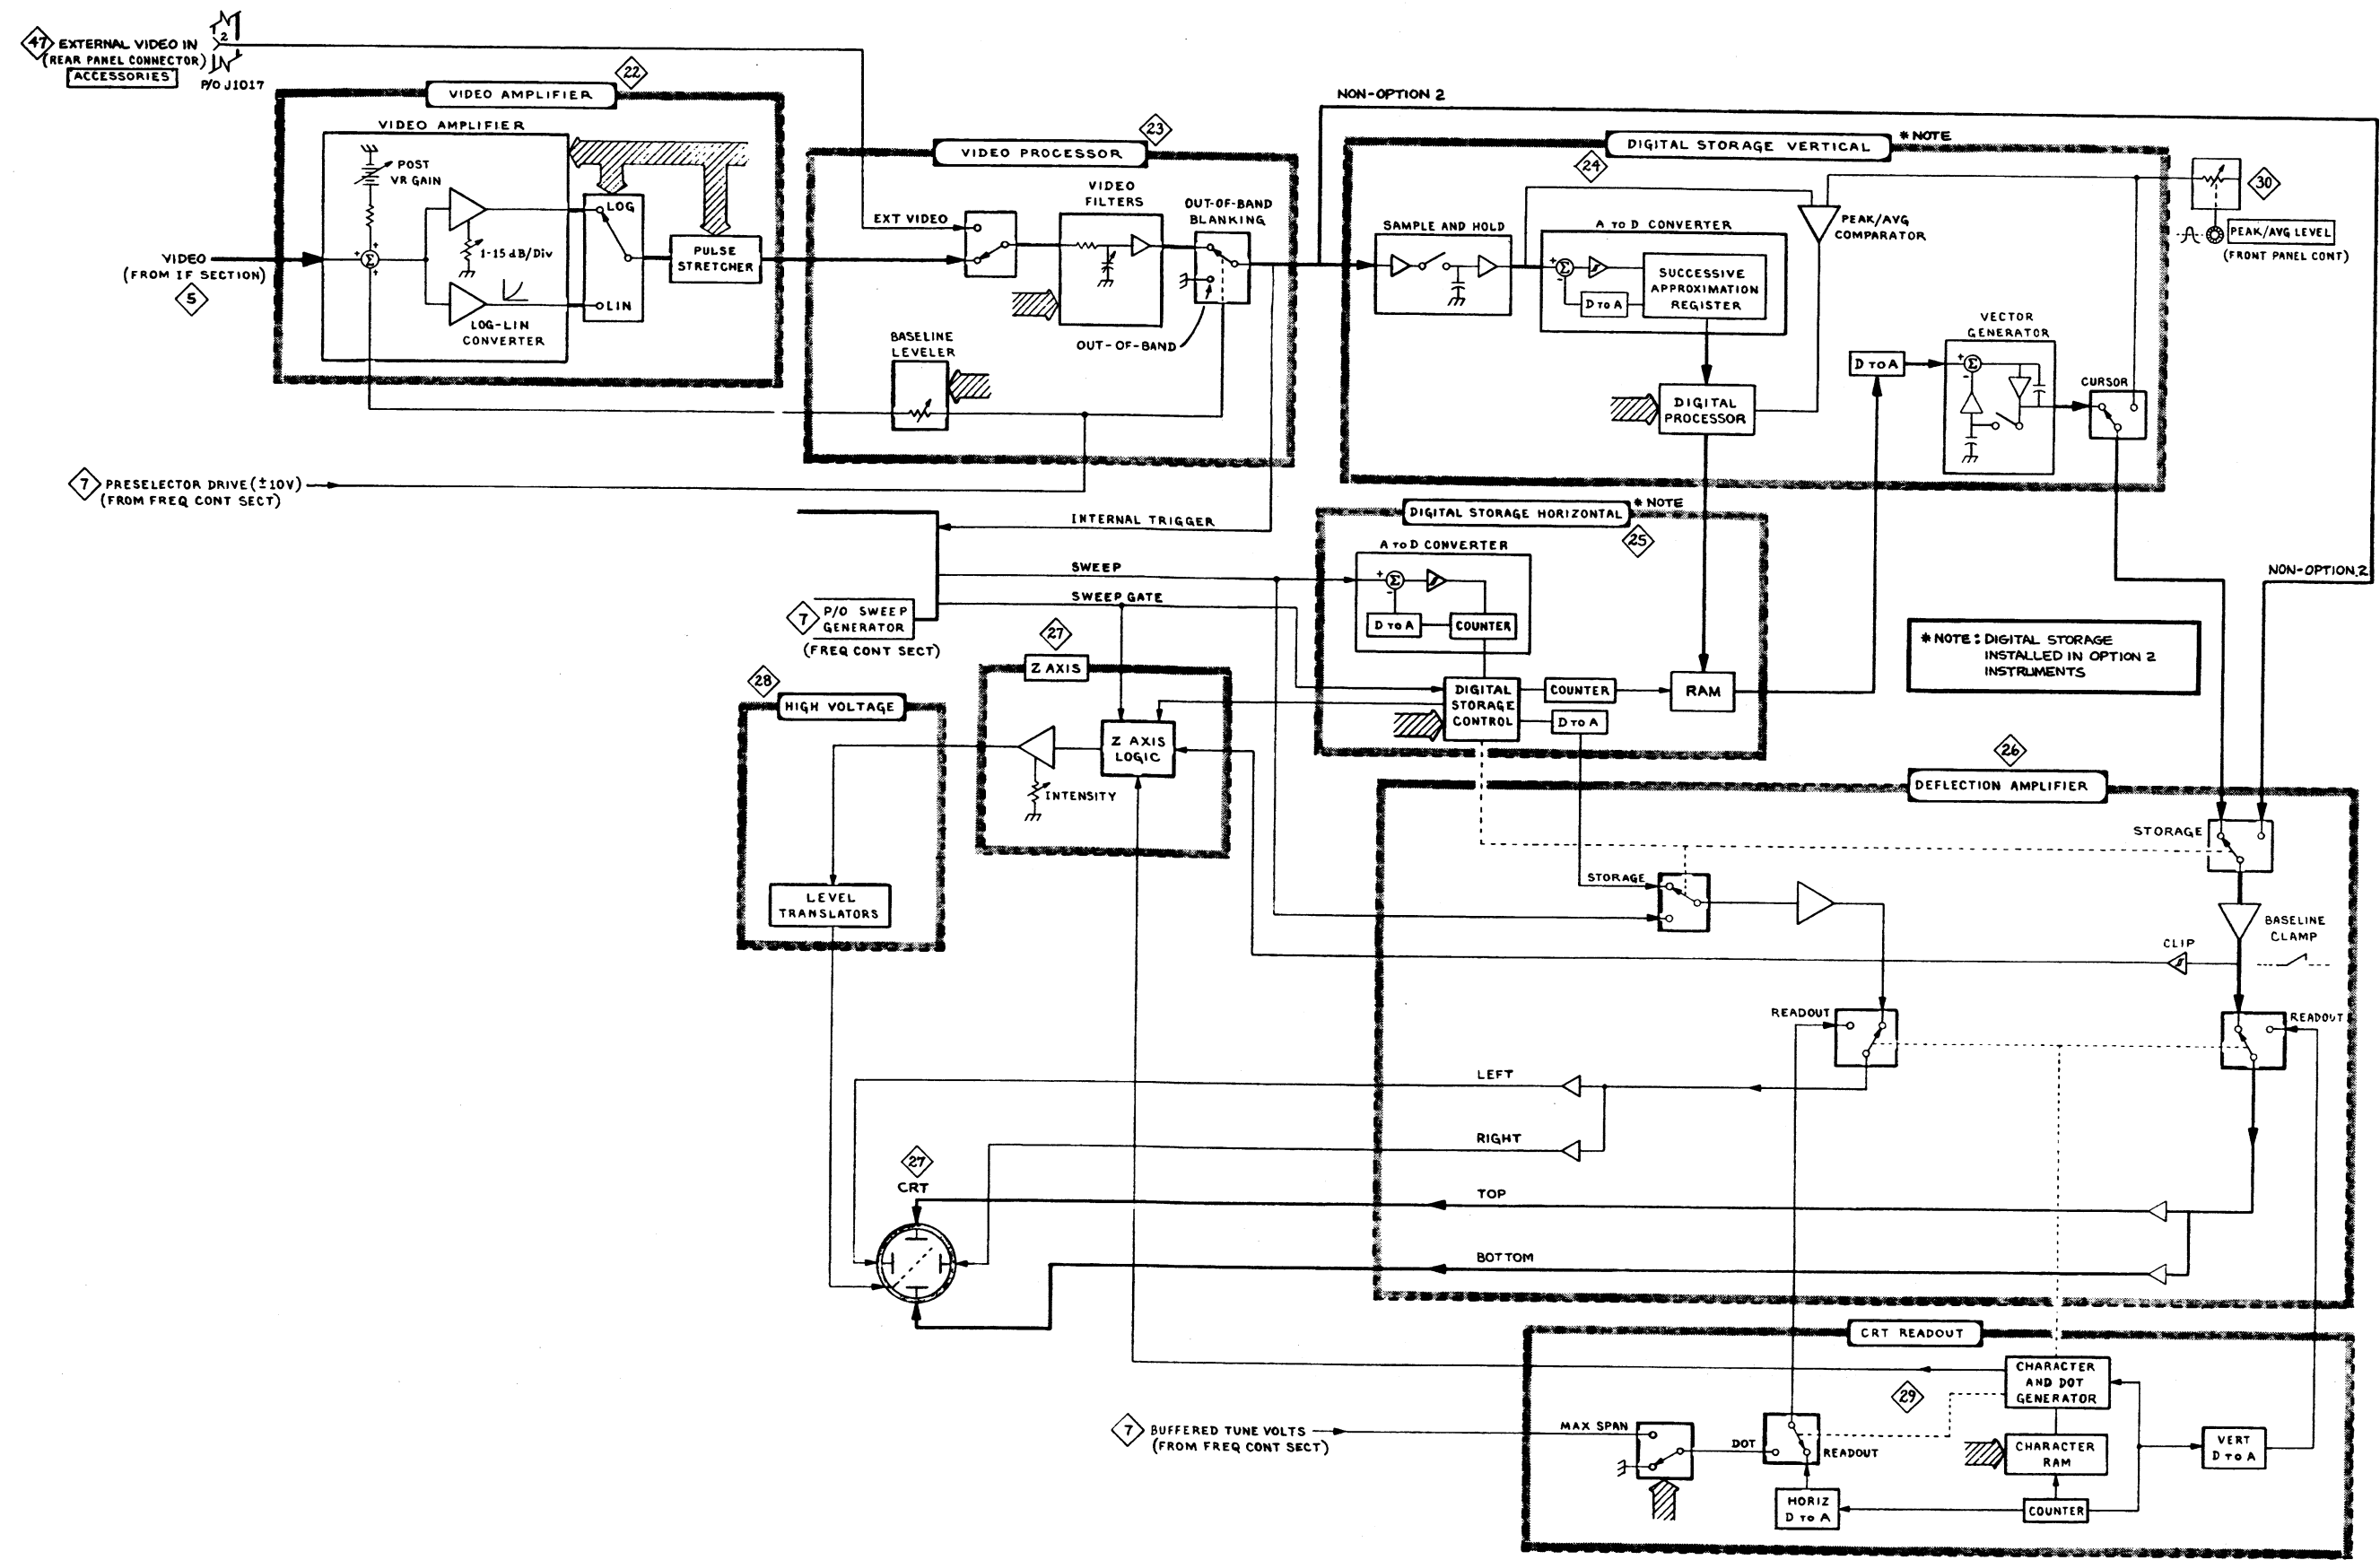 47 EXTERNAL VIDEO IN
(REAR PANEL CONNECTOR)
ACCESSORIES
2
P/O J1017
22
VIDEO AMPLIFIER
VIDEO AMPLIFIER
POST
VR GAIN
1-15 dB/Div
LOG-LIN
CONVERTER
LOG
LIN
PULSE
STRETCHER
VIDEO
(FROM IF SECTION)
5
+ Σ +
+
23
VIDEO PROCESSOR
EXT VIDEO
VIDEO
FILTERS
OUT-OF-BAND
BLANKING
OUT-OF-BAND
BASELINE
LEVELER
7 PRESELECTOR DRIVE (±10V)
(FROM FREQ CONT SECT)
NON-OPTION 2
DIGITAL STORAGE VERTICAL
* NOTE
24
SAMPLE AND HOLD
A TO D CONVERTER
+ Σ
-
D TO A
SUCCESSIVE
APPROXIMATION
REGISTER
PEAK/AVG
COMPARATOR
30
PEAK/AVG LEVEL
(FRONT PANEL CONT)
DIGITAL
PROCESSOR
D TO A
VECTOR
GENERATOR
+ Σ
-
CURSOR
INTERNAL TRIGGER
SWEEP
SWEEP GATE
7 P/O SWEEP
GENERATOR
(FREQ CONT SECT)
DIGITAL STORAGE HORIZONTAL
* NOTE
25
A TO D CONVERTER
+ Σ
-
D TO A
COUNTER
DIGITAL
STORAGE
CONTROL
COUNTER
D TO A
RAM
NON-OPTION 2
* NOTE: DIGITAL STORAGE
INSTALLED IN OPTION 2
INSTRUMENTS
27
Z AXIS
Z AXIS
LOGIC
INTENSITY
28
HIGH VOLTAGE
LEVEL
TRANSLATORS
26
DEFLECTION AMPLIFIER
STORAGE
STORAGE
BASELINE
CLAMP
CLIP
READOUT
READOUT
LEFT
RIGHT
TOP
BOTTOM
27
CRT
CRT READOUT
CHARACTER
AND DOT
GENERATOR
29
7 BUFFERED TUNE VOLTS
(FROM FREQ CONT SECT)
MAX SPAN
DOT
READOUT
CHARACTER
RAM
VERT
D TO A
HORIZ
D TO A
COUNTER